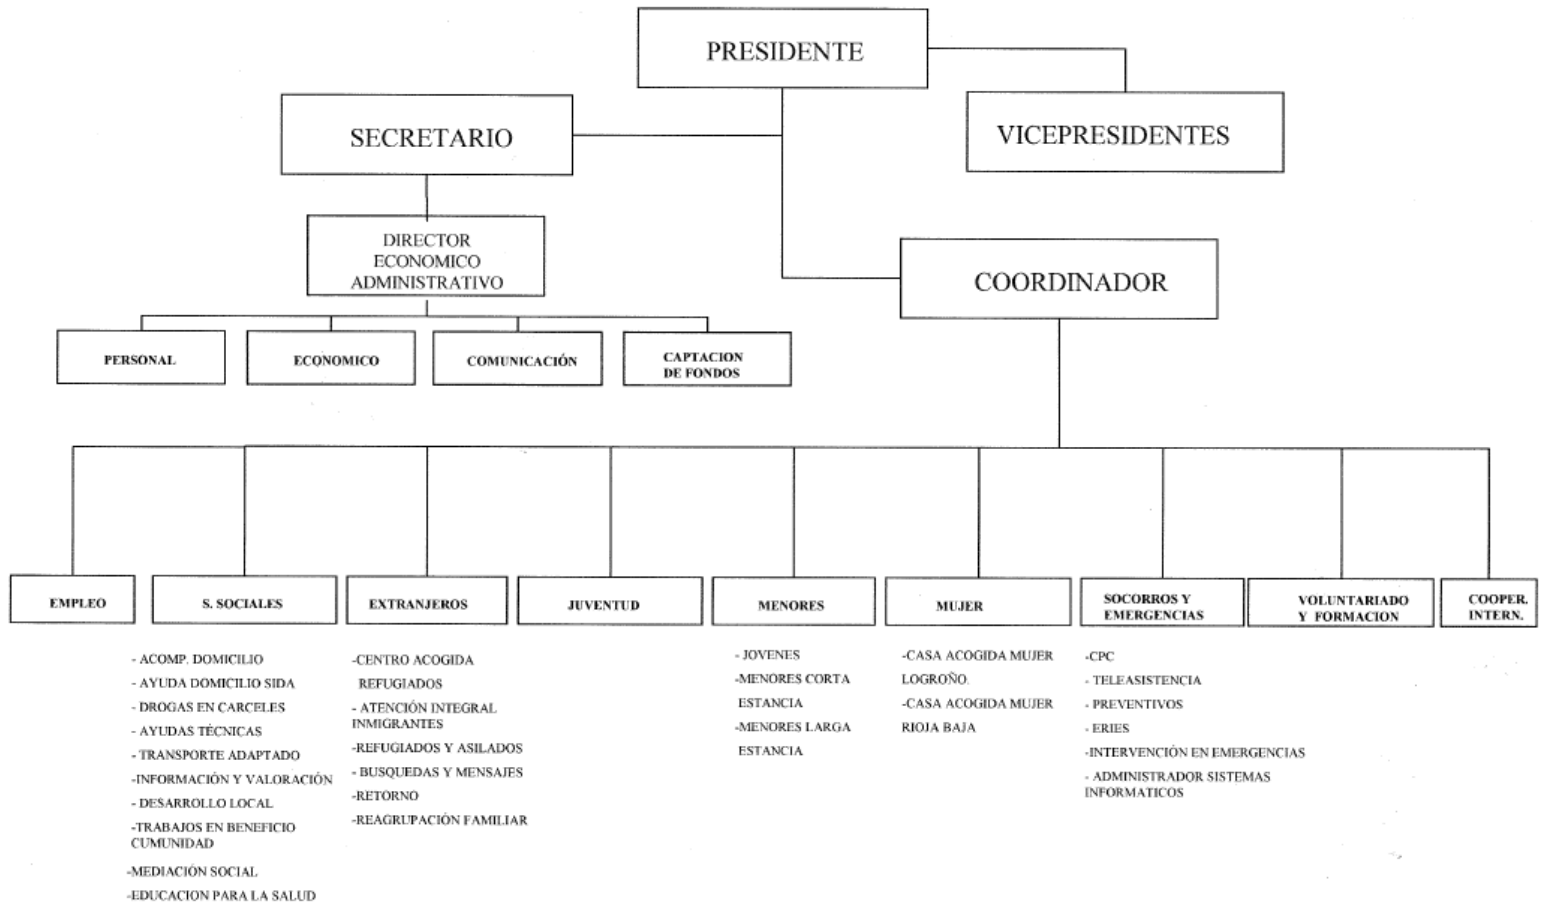 PRESIDENTE
VICEPRESIDENTES
SECRETARIO
DIRECTOR
ECONOMICO
ADMINISTRATIVO
COORDINADOR
PERSONAL
ECONOMICO
COMUNICACIÓN
CAPTACION
DE FONDOS
EMPLEO
S. SOCIALES
- ACOMP. DOMICILIO
- AYUDA DOMICILIO SIDA
- DROGAS EN CARCELES
- AYUDAS TÉCNICAS
- TRANSPORTE ADAPTADO
-INFORMACIÓN Y VALORACIÓN
- DESARROLLO LOCAL
-TRABAJOS EN BENEFICIO
CUMUNIDAD
-MEDIACIÓN SOCIAL
-EDUCACION PARA LA SALUD
EXTRANJEROS
-CENTRO ACOGIDA
REFUGIADOS
- ATENCIÓN INTEGRAL
INMIGRANTES
-REFUGIADOS Y ASILADOS
- BUSQUEDAS Y MENSAJES
-RETORNO
-REAGRUPACIÓN FAMILIAR
JUVENTUD
MENORES
- JOVENES
-MENORES CORTA
ESTANCIA
-MENORES LARGA
ESTANCIA
MUJER
-CASA ACOGIDA MUJER
LOGROÑO.
-CASA ACOGIDA MUJER
RIOJA BAJA
SOCORROS Y
EMERGENCIAS
-CPC
- TELEASISTENCIA
- PREVENTIVOS
- ERIES
-INTERVENCIÓN EN EMERGENCIAS
- ADMINISTRADOR SISTEMAS
INFORMATICOS
VOLUNTARIADO
Y FORMACION
COOPER.
INTERN.